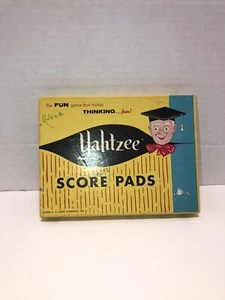 the FUN game that makes
THINKING...fun!
Yahtzee
SCORE PADS